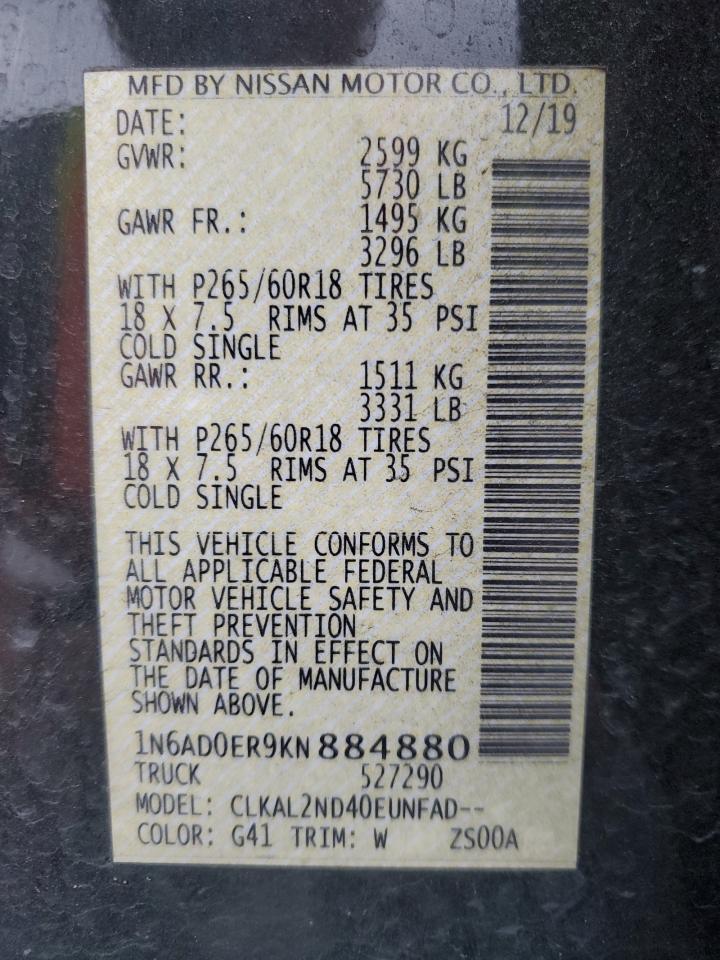 MFD BY NISSAN MOTOR CO., LTD.
DATE: 12/19
GVWR: 2599 KG
5730 LB
GAWR FR.: 1495 KG
3296 LB
WITH P265/60R18 TIRES
18 X 7.5 RIMS AT 35 PSI
COLD SINGLE
GAWR RR.: 1511 KG
3331 LB
WITH P265/60R18 TIRES
18 X 7.5 RIMS AT 35 PSI
COLD SINGLE
THIS VEHICLE CONFORMS TO
ALL APPLICABLE FEDERAL
MOTOR VEHICLE SAFETY AND
THEFT PREVENTION
STANDARDS IN EFFECT ON
THE DATE OF MANUFACTURE
SHOWN ABOVE.
1N6AD0ER9KN884880
TRUCK 527290
MODEL: CLKAL2ND40EUNFAD--
COLOR: G41 TRIM: W ZS00A